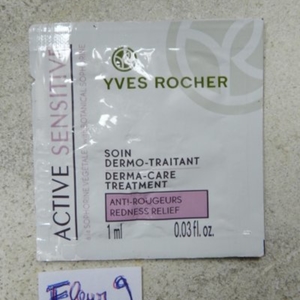 YVES ROCHER
ACTIVE SENSITIVE
SOIN
DERMO-TRAITANT
DERMA-CARE
TREATMENT
ANTI-ROUGEURS
REDNESS RELIEF
1 ml 0.03 fl. oz.